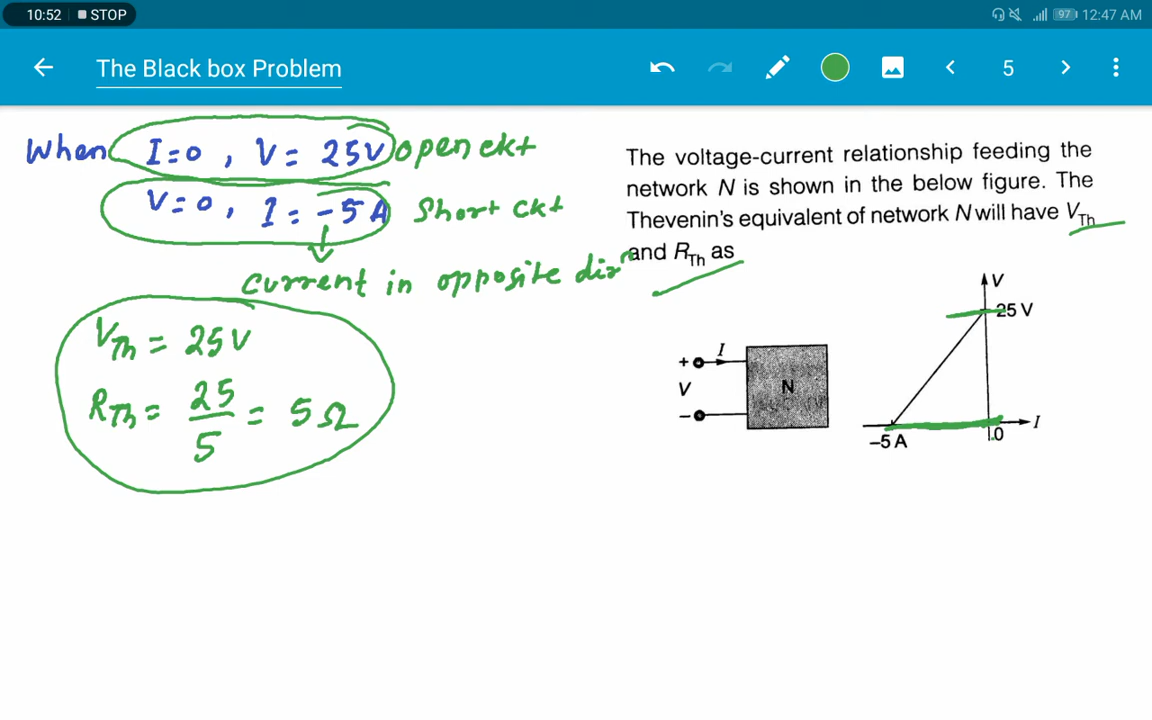 10:52 STOP 97 12:47 AM
The Black box Problem 5
When I=0, V= 25V open ckt
V=0, I= -5A Short ckt
Current in opposite dirn
VTh = 25V
RTh = 25/5 = 5Ω
The voltage-current relationship feeding the
network N is shown in the below figure. The
Thevenin's equivalent of network N will have VTh
and RTh as
+ I
V
−
N
V
25 V
−5 A
0
I